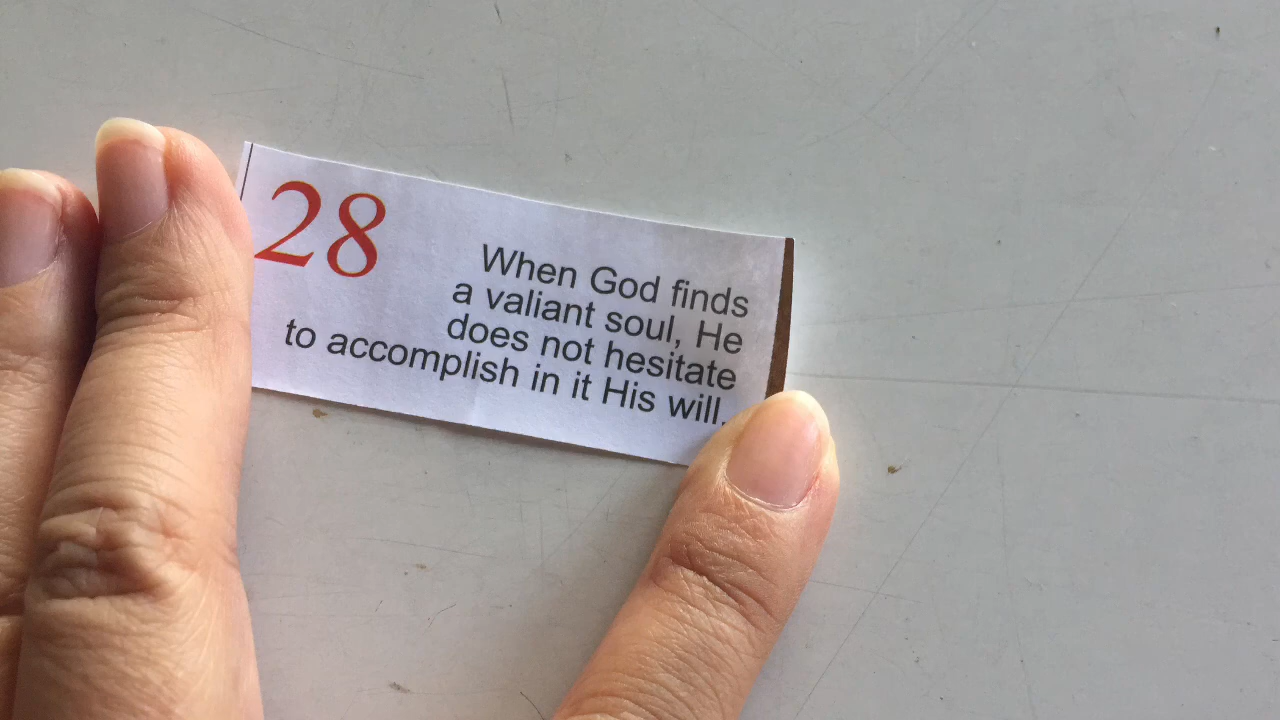 28
When God finds
a valiant soul, He
does not hesitate
to accomplish in it His will.